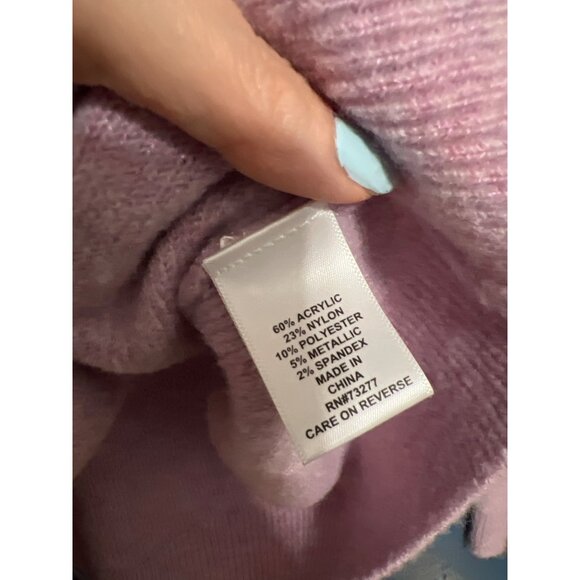 60% ACRYLIC
23% NYLON
10% POLYESTER
5% METALLIC
2% SPANDEX
MADE IN
CHINA
RN#73277
CARE ON REVERSE